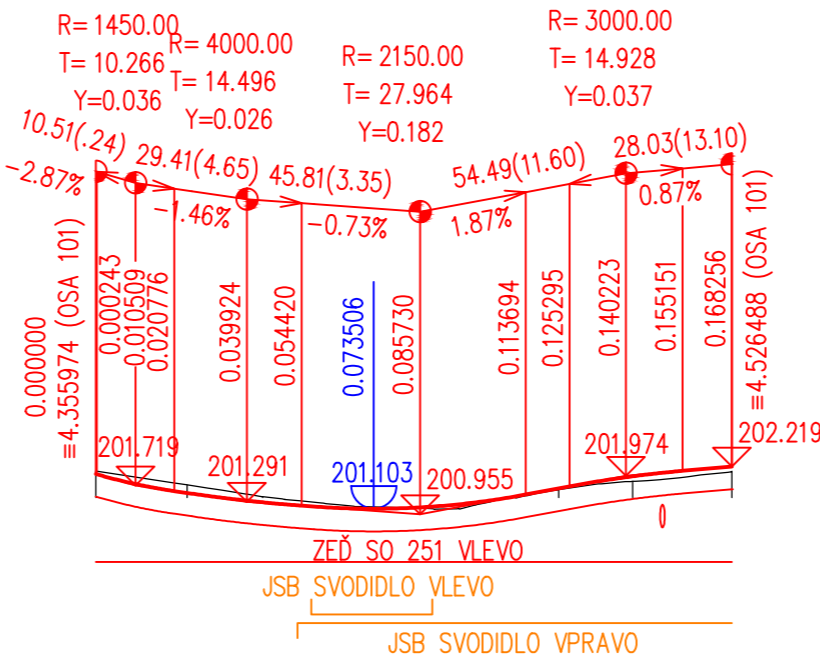 R= 1450.00
T= 10.266
Y=0.036
R= 4000.00
T= 14.496
Y=0.026
R= 2150.00
T= 27.964
Y=0.182
R= 3000.00
T= 14.928
Y=0.037
10.51(.24)
29.41(4.65)
45.81(3.35)
54.49(11.60)
28.03(13.10)
−2.87%
−1.46%
−0.73%
1.87%
0.87%
0.000000
≡4.355974 (OSA 101)
0.000243
0.010509
0.020776
0.039924
0.054420
0.073506
0.085730
0.113694
0.125295
0.140223
0.155151
0.168256
≡4.526488 (OSA 101)
201.719
201.291
201.103
200.955
201.974
202.219
0
ZEĎ SO 251 VLEVO
JSB SVODIDLO VLEVO
JSB SVODIDLO VPRAVO